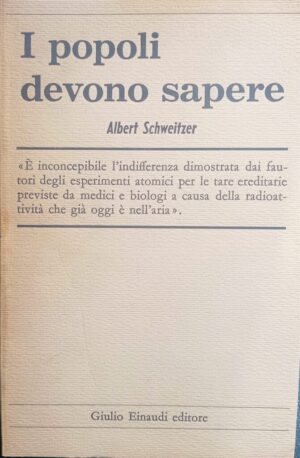 I popoli
devono sapere
Albert Schweitzer
«È inconcepibile l'indifferenza dimostrata dai fau-
tori degli esperimenti atomici per le tare ereditarie
previste da medici e biologi a causa della radioat-
tività che già oggi è nell'aria».
Giulio Einaudi editore